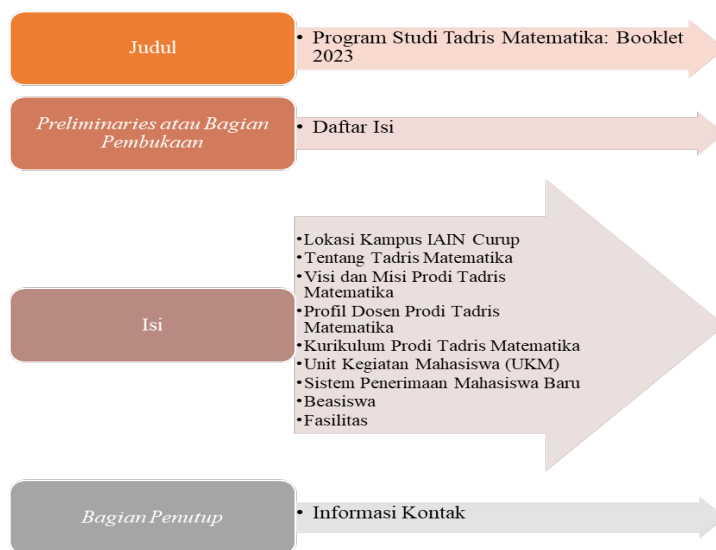 Judul
• Program Studi Tadris Matematika: Booklet
2023
Preliminaries atau Bagian
Pembukaan
• Daftar Isi
Isi
•Lokasi Kampus IAIN Curup
•Tentang Tadris Matematika
•Visi dan Misi Prodi Tadris
Matematika
•Profil Dosen Prodi Tadris
Matematika
•Kurikulum Prodi Tadris Matematika
•Unit Kegiatan Mahasiswa (UKM)
•Sistem Penerimaan Mahasiswa Baru
•Beasiswa
•Fasilitas
Bagian Penutup
• Informasi Kontak